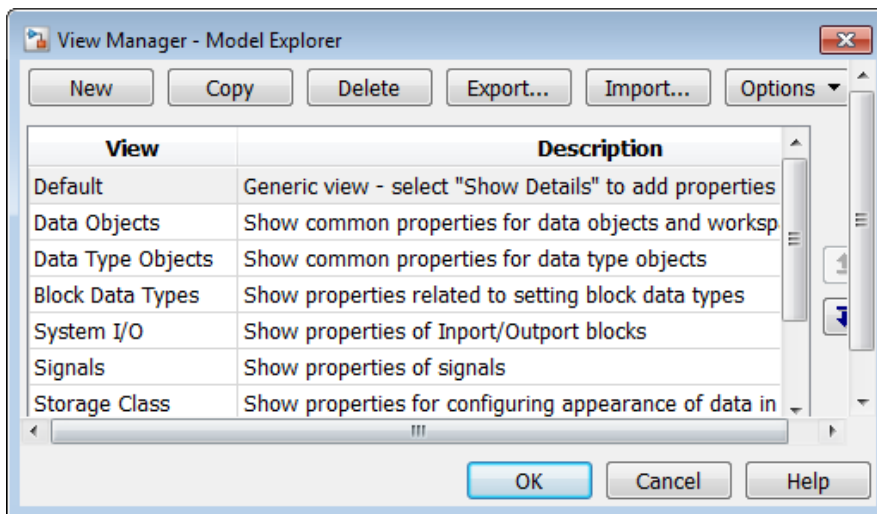 View Manager - Model Explorer
New Copy Delete Export... Import... Options
View Description
Default Generic view - select "Show Details" to add properties
Data Objects Show common properties for data objects and worksp
Data Type Objects Show common properties for data type objects
Block Data Types Show properties related to setting block data types
System I/O Show properties of Inport/Outport blocks
Signals Show properties of signals
Storage Class Show properties for configuring appearance of data in
OK Cancel Help